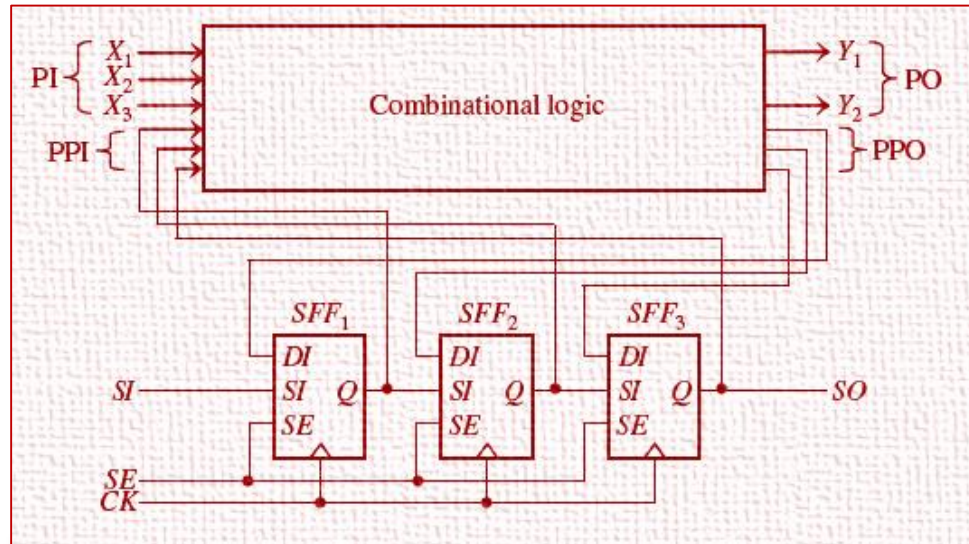 PI X₁ Y₁ PO
X₂
X₃ Combinational logic Y₂
PPI PPO
SFF₁ SFF₂ SFF₃
DI DI DI
SI SI Q SI Q SI Q SO
SE SE SE
SE
CK